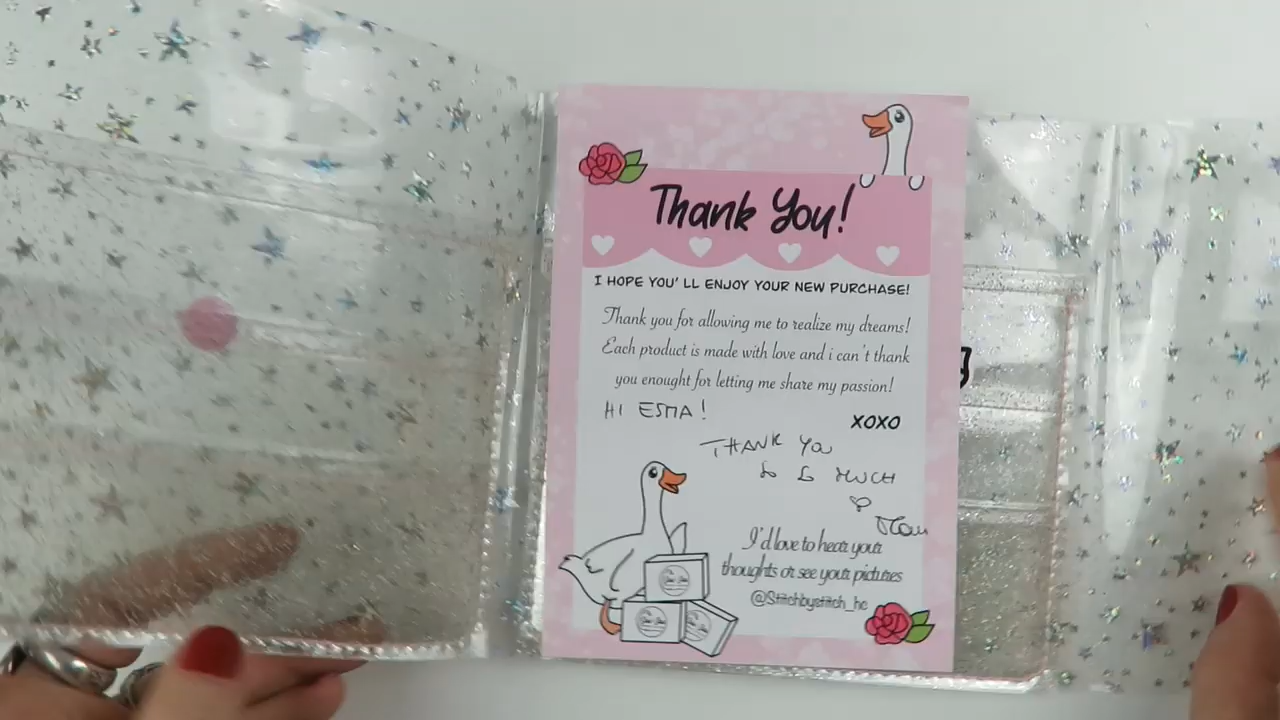 Thank You!
I HOPE YOU' LL ENJOY YOUR NEW PURCHASE!
Thank you for allowing me to realize my dreams!
Each product is made with love and i can't thank
you enought for letting me share my passion!
XOXO
HI ESMA!
THANK YOU
SO SO MUCH
I'd love to hear your
thoughts or see your pictures
@Stitchbystitch_hc